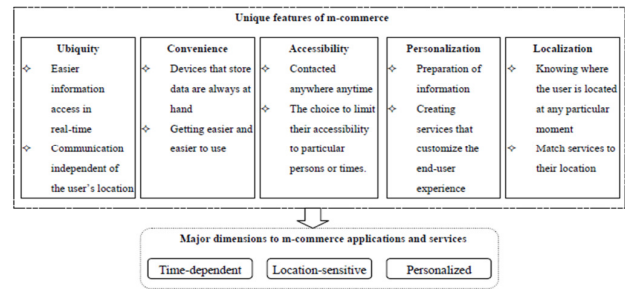 Unique features of m-commerce
Ubiquity
✧ Easier
information
access in
real-time
✧ Communication
independent of
the user's location
Convenience
✧ Devices that store
data are always at
hand
✧ Getting easier and
easier to use
Accessibility
✧ Contacted
anywhere anytime
✧ The choice to limit
their accessibility
to particular
persons or times.
Personalization
✧ Preparation of
information
✧ Creating
services that
customize the
end-user
experience
Localization
✧ Knowing where
the user is located
at any particular
moment
✧ Match services to
their location
Major dimensions to m-commerce applications and services
Time-dependent
Location-sensitive
Personalized